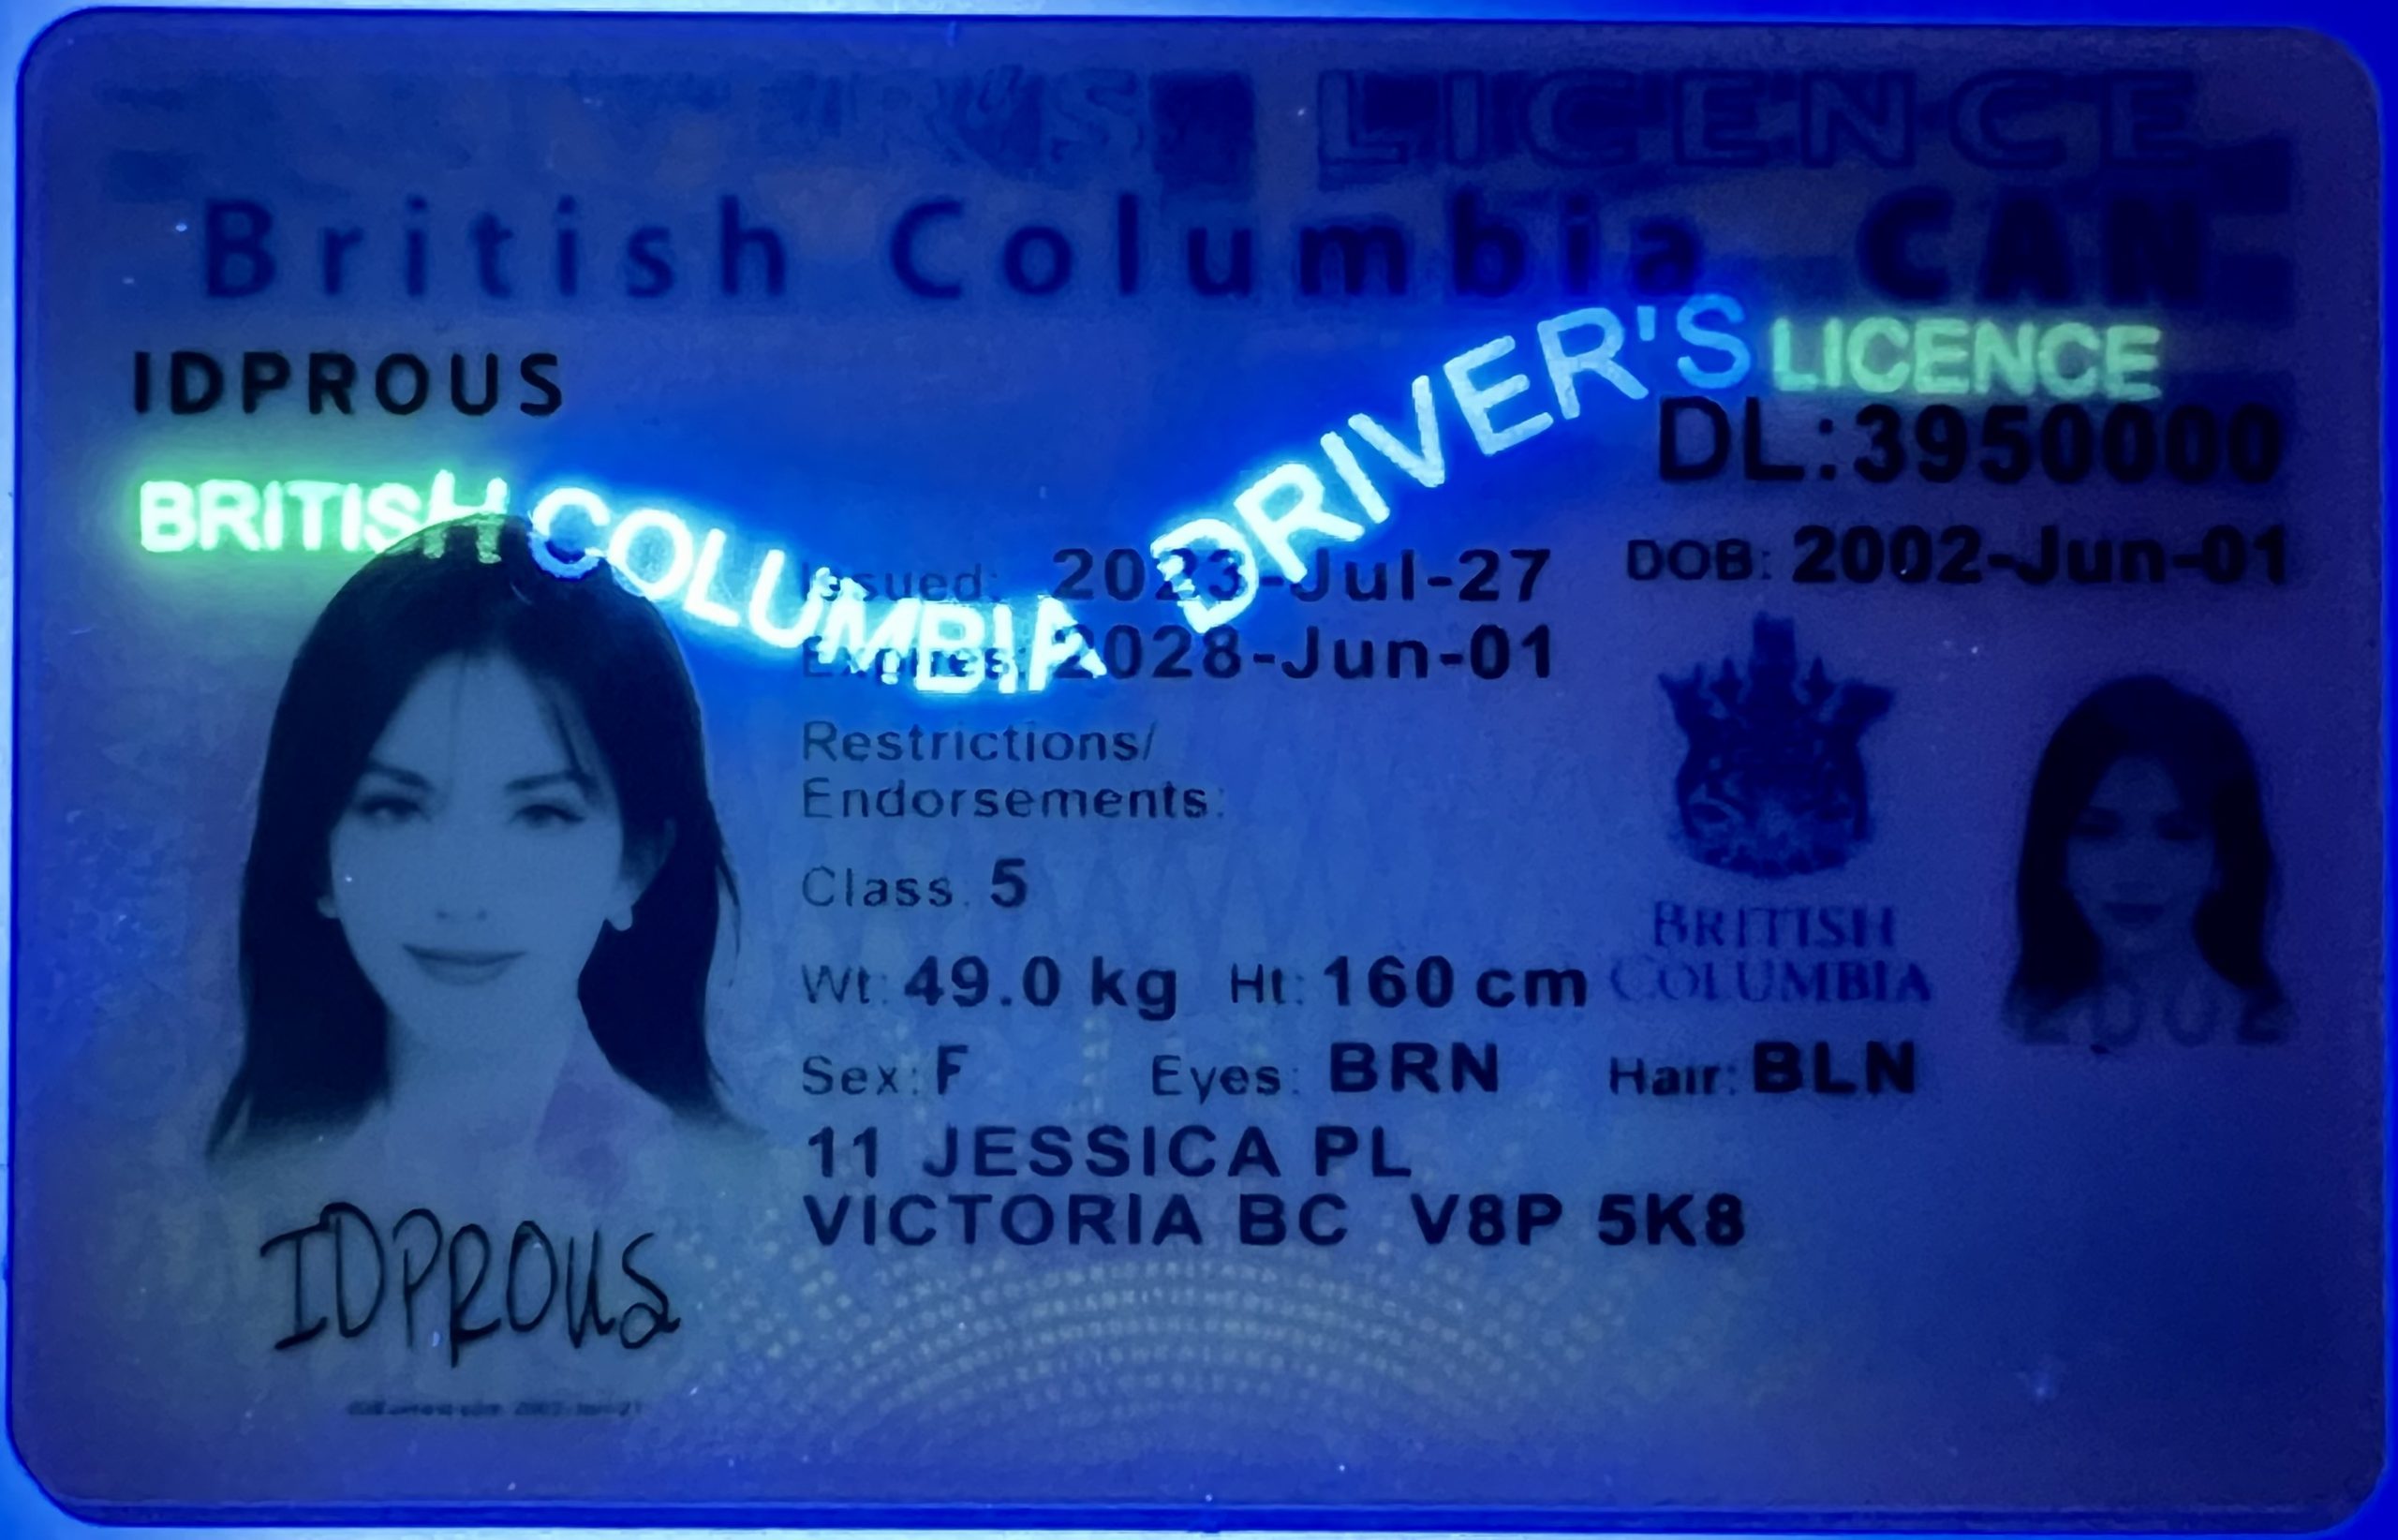 DRIVER'S LICENCE
British Columbia CAN
IDPROUS
BRITISH COLUMBIA DRIVER'S LICENCE
DL:3950000
Issued: 2023-Jul-27
DOB: 2002-Jun-01
Expires: 2028-Jun-01
Restrictions/
Endorsements:
Class: 5
BRITISH
COLUMBIA
Wt: 49.0 kg Ht: 160 cm
2002
Sex: F Eyes: BRN Hair: BLN
11 JESSICA PL
VICTORIA BC V8P 5K8
IDPROUS